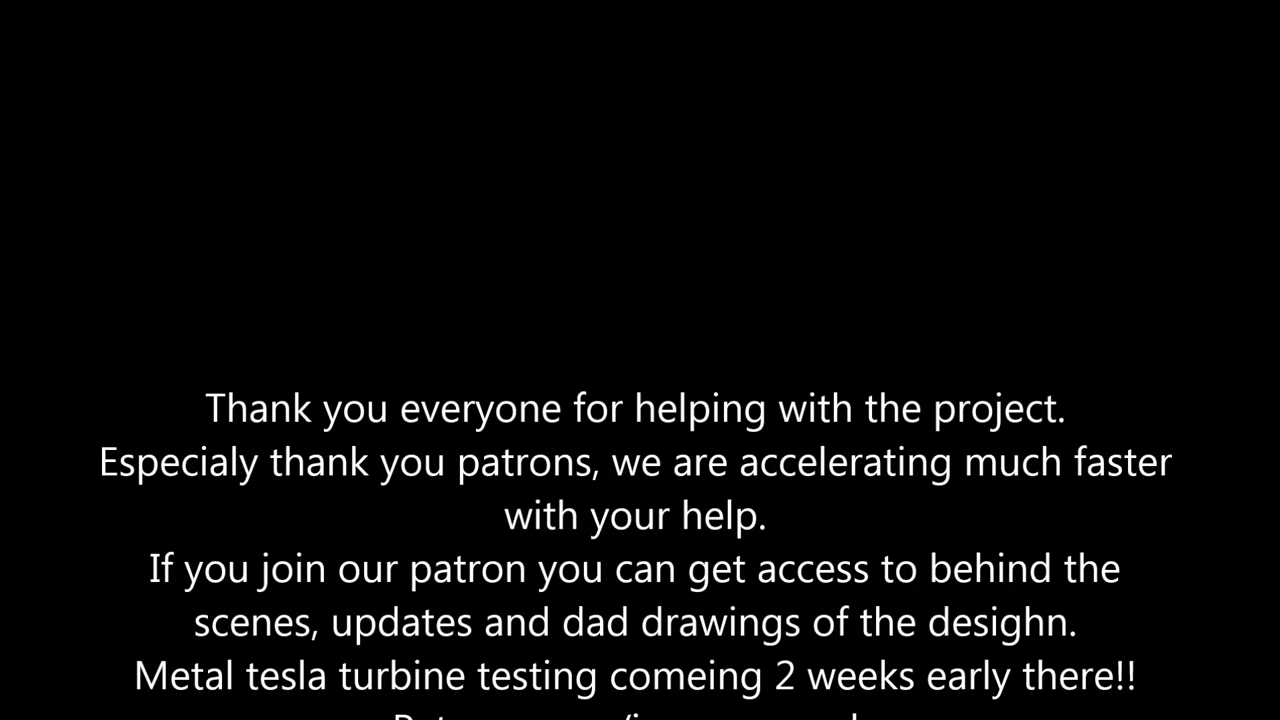 Thank you everyone for helping with the project.
Especialy thank you patrons, we are accelerating much faster
with your help.
If you join our patron you can get access to behind the
scenes, updates and dad drawings of the desighn.
Metal tesla turbine testing comeing 2 weeks early there!!